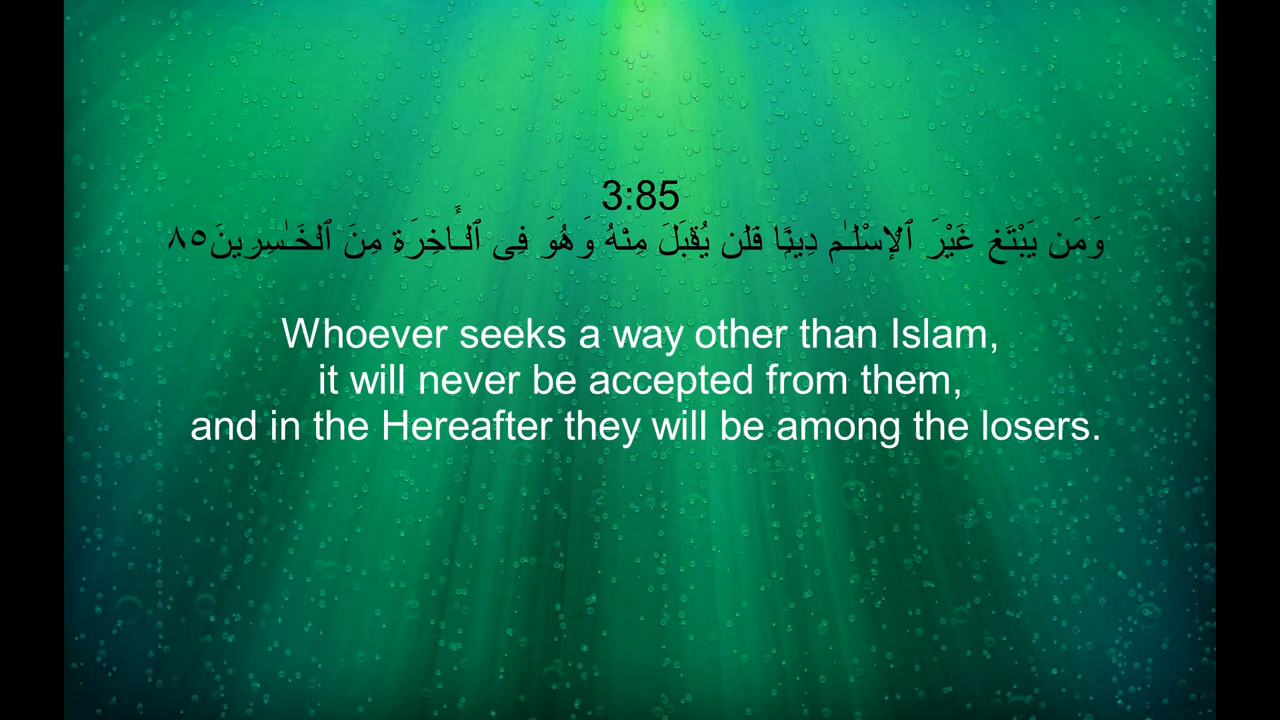 3:85
وَمَن يَبْتَغِ غَيْرَ ٱلْإِسْلَـٰمِ دِينًۭا فَلَن يُقْبَلَ مِنْهُ وَهُوَ فِى ٱلْـَٔاخِرَةِ مِنَ ٱلْخَـٰسِرِينَ ٨٥
Whoever seeks a way other than Islam,
it will never be accepted from them,
and in the Hereafter they will be among the losers.